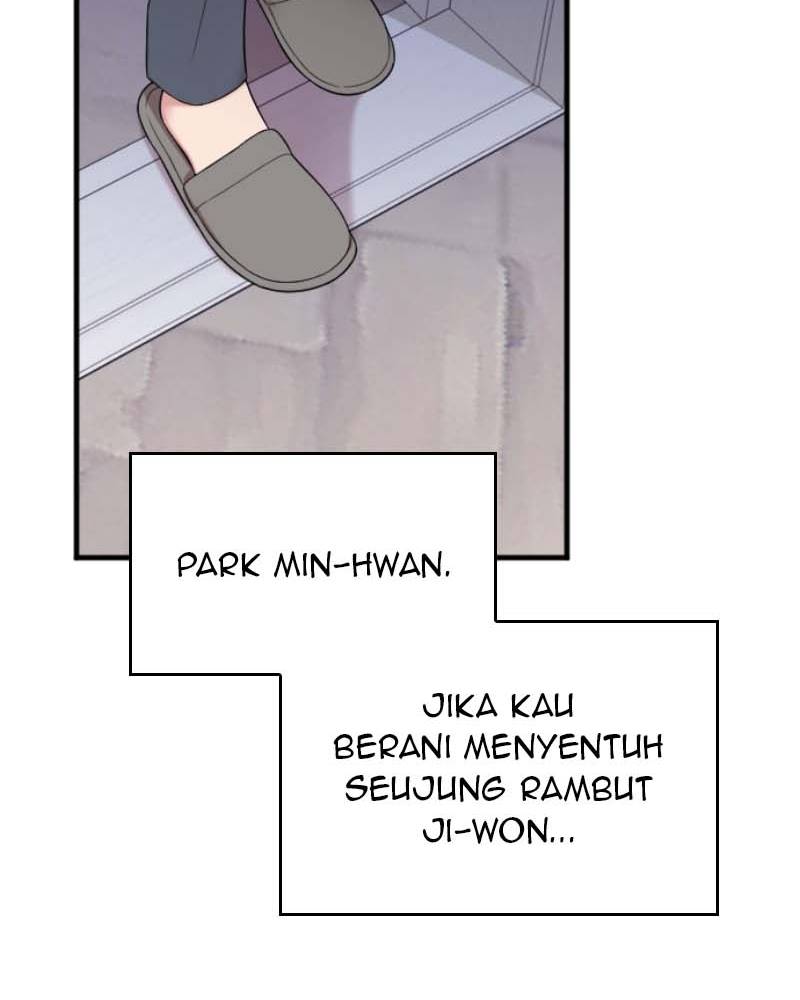 PARK MIN-HWAN.
JIKA KAU
BERANI MENYENTUH
SEUJUNG RAMBUT
JI-WON...